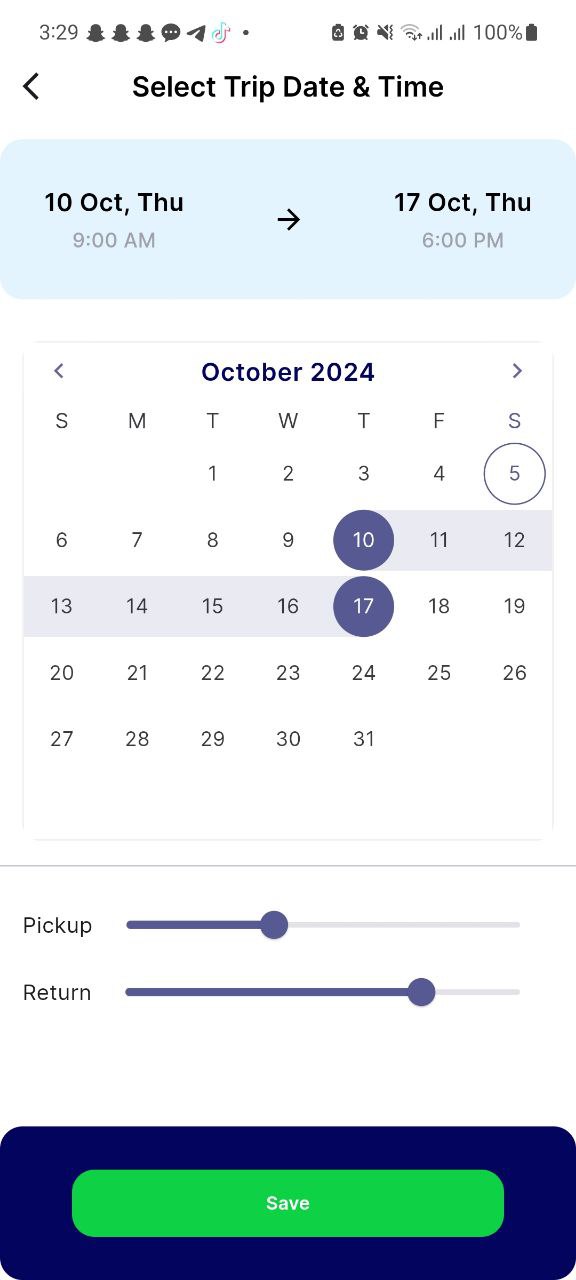 3:29 100%
Select Trip Date & Time
10 Oct, Thu 17 Oct, Thu
9:00 AM 6:00 PM
October 2024
S M T W T F S
1 2 3 4 5
6 7 8 9 10 11 12
13 14 15 16 17 18 19
20 21 22 23 24 25 26
27 28 29 30 31
Pickup
Return
Save